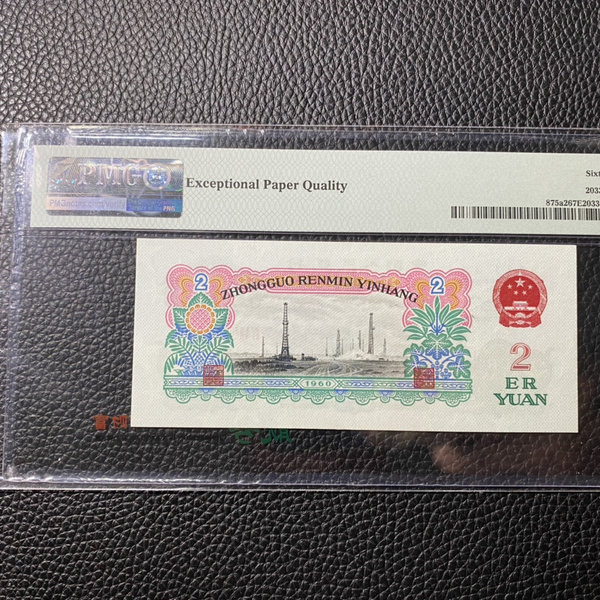 PMG
Exceptional Paper Quality
Sixt
2033
875a267E2033
ZHONGGUO RENMIN YINHANG
2
2
1960
2
ER
YUAN